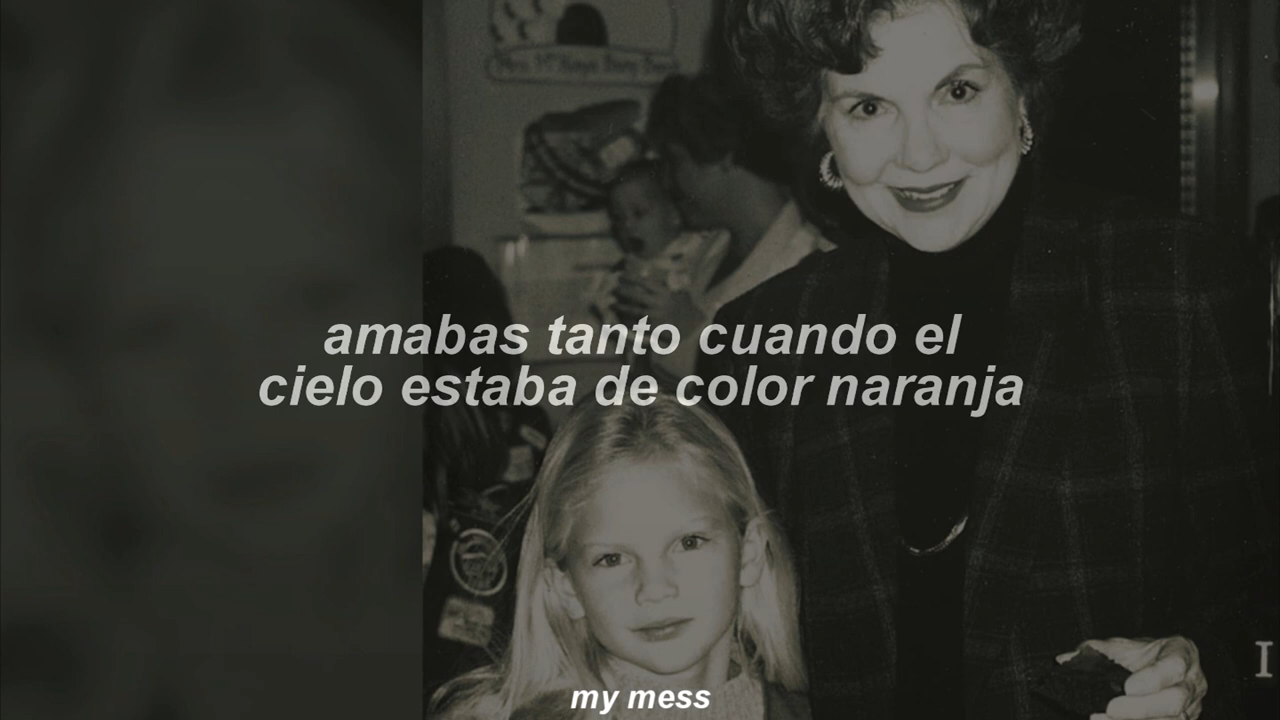 amabas tanto cuando el
cielo estaba de color naranja
my mess
I